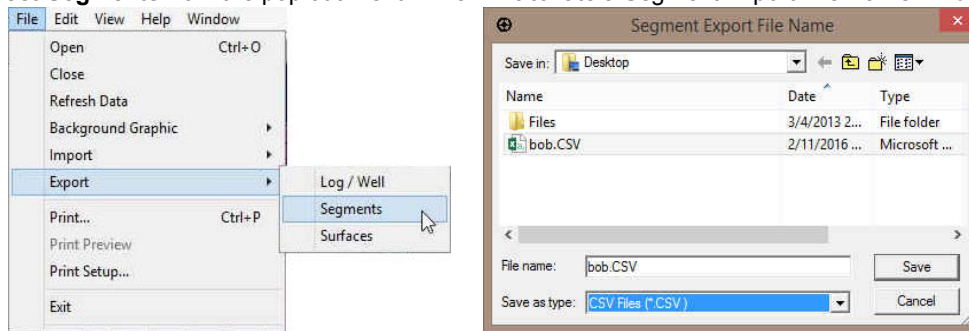 File Edit View Help Window
Open Ctrl+O
Close
Refresh Data
Background Graphic
Import
Export
Print... Ctrl+P
Print Preview
Print Setup...
Exit
Log / Well
Segments
Surfaces
Segment Export File Name
Save in: Desktop
Name Date Type
Files 3/4/2013 2... File folder
bob.CSV 2/11/2016 ... Microsoft ...
File name: bob.CSV Save
Save as type: CSV Files (*.CSV ) Cancel